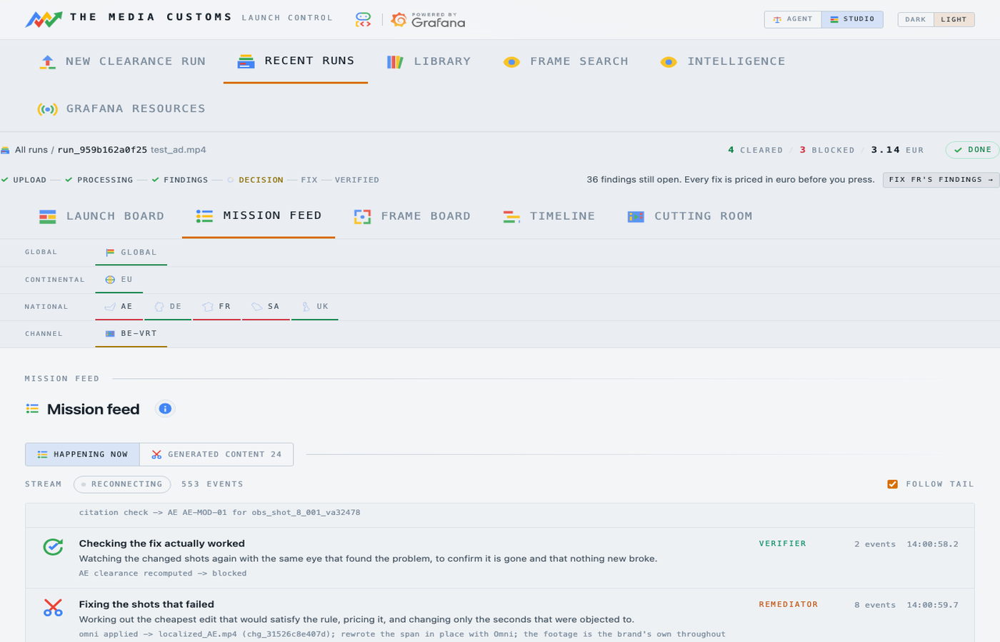 THE MEDIA CUSTOMS LAUNCH CONTROL POWERED BY Grafana AGENT STUDIO DARK LIGHT
NEW CLEARANCE RUN RECENT RUNS LIBRARY FRAME SEARCH INTELLIGENCE
GRAFANA RESOURCES
All runs / run_959b162a0f25 test_ad.mp4 4 CLEARED / 3 BLOCKED / 3.14 EUR DONE
UPLOAD PROCESSING FINDINGS DECISION FIX VERIFIED 36 findings still open. Every fix is priced in euro before you press. FIX FR'S FINDINGS →
LAUNCH BOARD MISSION FEED FRAME BOARD TIMELINE CUTTING ROOM
GLOBAL GLOBAL
CONTINENTAL EU
NATIONAL AE DE FR SA UK
CHANNEL BE-VRT
MISSION FEED
Mission feed
HAPPENING NOW GENERATED CONTENT 24
STREAM RECONNECTING 553 EVENTS FOLLOW TAIL
citation check -> AE AE-MOD-01 for obs_shot_8_001_va32478
Checking the fix actually worked VERIFIER 2 events 14:00:58.2
Watching the changed shots again with the same eye that found the problem, to confirm it is gone and that nothing new broke.
AE clearance recomputed -> blocked
Fixing the shots that failed REMEDIATOR 8 events 14:00:59.7
Working out the cheapest edit that would satisfy the rule, pricing it, and changing only the seconds that were objected to.
omni applied -> localized_AE.mp4 (chg_31526c8e407d); rewrote the span in place with Omni; the footage is the brand's own throughout